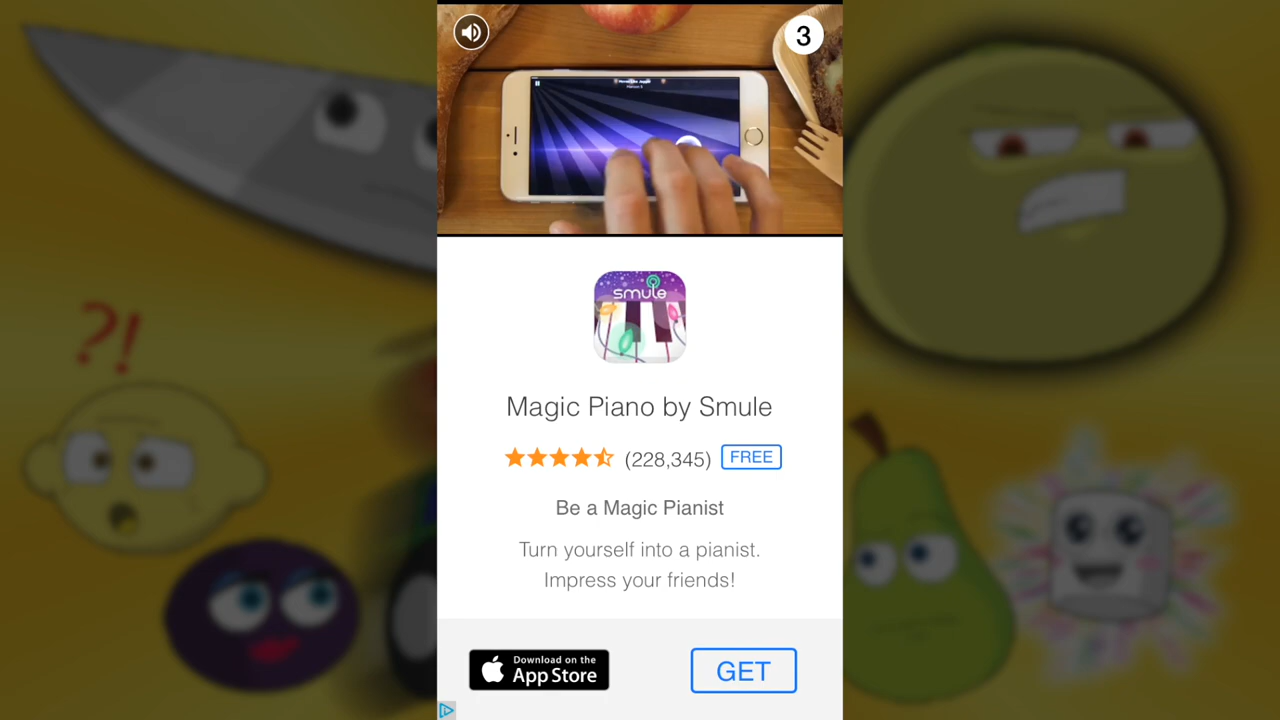 3
smule
Magic Piano by Smule
(228,345) FREE
Be a Magic Pianist
Turn yourself into a pianist.
Impress your friends!
Download on the
App Store
GET
?!